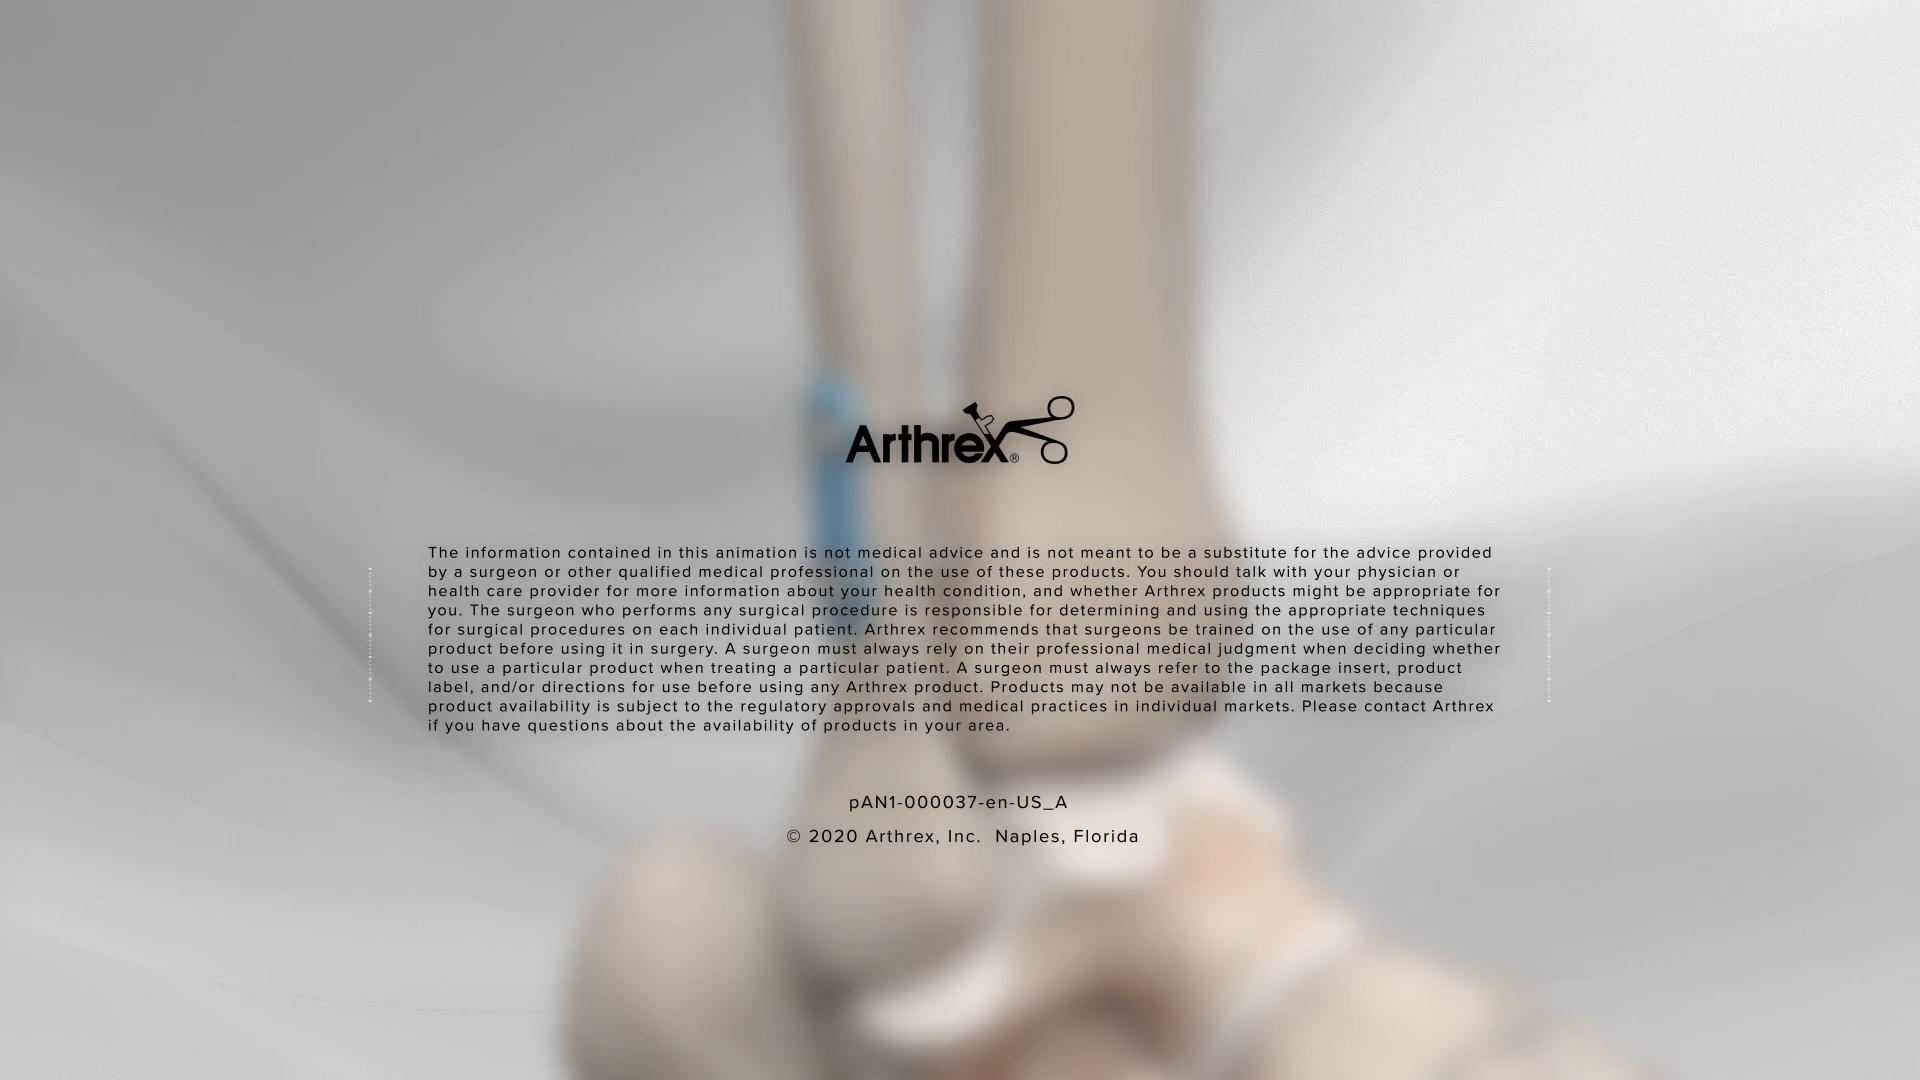 Arthrex®
The information contained in this animation is not medical advice and is not meant to be a substitute for the advice provided
by a surgeon or other qualified medical professional on the use of these products. You should talk with your physician or
health care provider for more information about your health condition, and whether Arthrex products might be appropriate for
you. The surgeon who performs any surgical procedure is responsible for determining and using the appropriate techniques
for surgical procedures on each individual patient. Arthrex recommends that surgeons be trained on the use of any particular
product before using it in surgery. A surgeon must always rely on their professional medical judgment when deciding whether
to use a particular product when treating a particular patient. A surgeon must always refer to the package insert, product
label, and/or directions for use before using any Arthrex product. Products may not be available in all markets because
product availability is subject to the regulatory approvals and medical practices in individual markets. Please contact Arthrex
if you have questions about the availability of products in your area.
pAN1-000037-en-US_A
© 2020 Arthrex, Inc. Naples, Florida